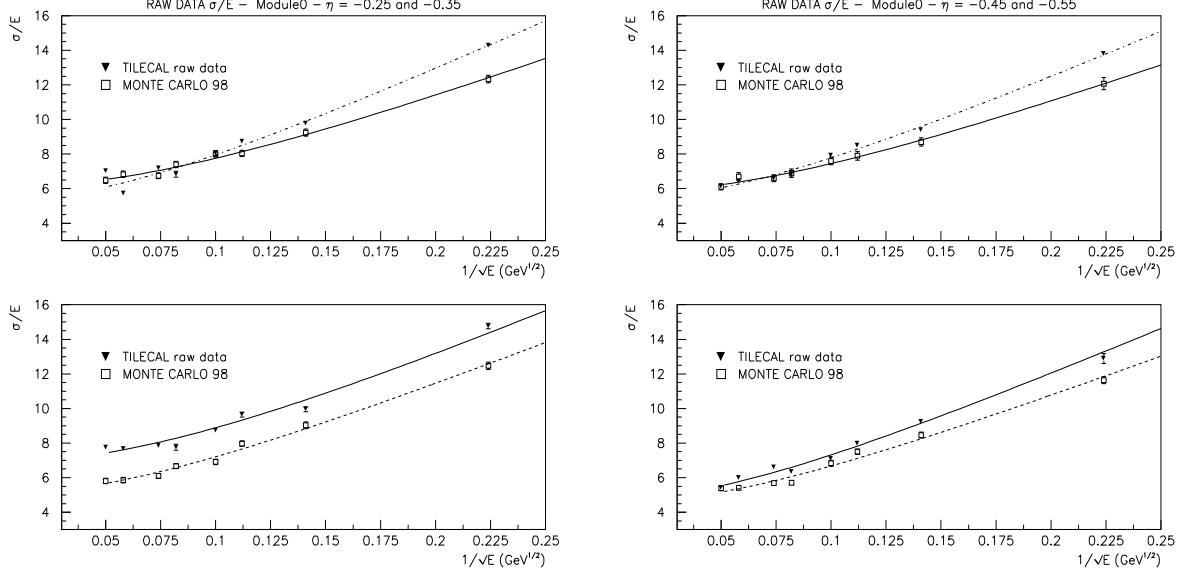 RAW DATA σ/E – Module0 – η = −0.25 and −0.35
σ/E
16
14
12
10
8
6
4
▼ TILECAL raw data
□ MONTE CARLO 98
0.05 0.075 0.1 0.125 0.15 0.175 0.2 0.225 0.25
1/√E (GeV^1/2)
RAW DATA σ/E – Module0 – η = −0.45 and −0.55
σ/E
16
14
12
10
8
6
4
▼ TILECAL raw data
□ MONTE CARLO 98
0.05 0.075 0.1 0.125 0.15 0.175 0.2 0.225 0.25
1/√E (GeV^1/2)
σ/E
16
14
12
10
8
6
4
▼ TILECAL raw data
□ MONTE CARLO 98
0.05 0.075 0.1 0.125 0.15 0.175 0.2 0.225 0.25
1/√E (GeV^1/2)
σ/E
16
14
12
10
8
6
4
▼ TILECAL raw data
□ MONTE CARLO 98
0.05 0.075 0.1 0.125 0.15 0.175 0.2 0.225 0.25
1/√E (GeV^1/2)